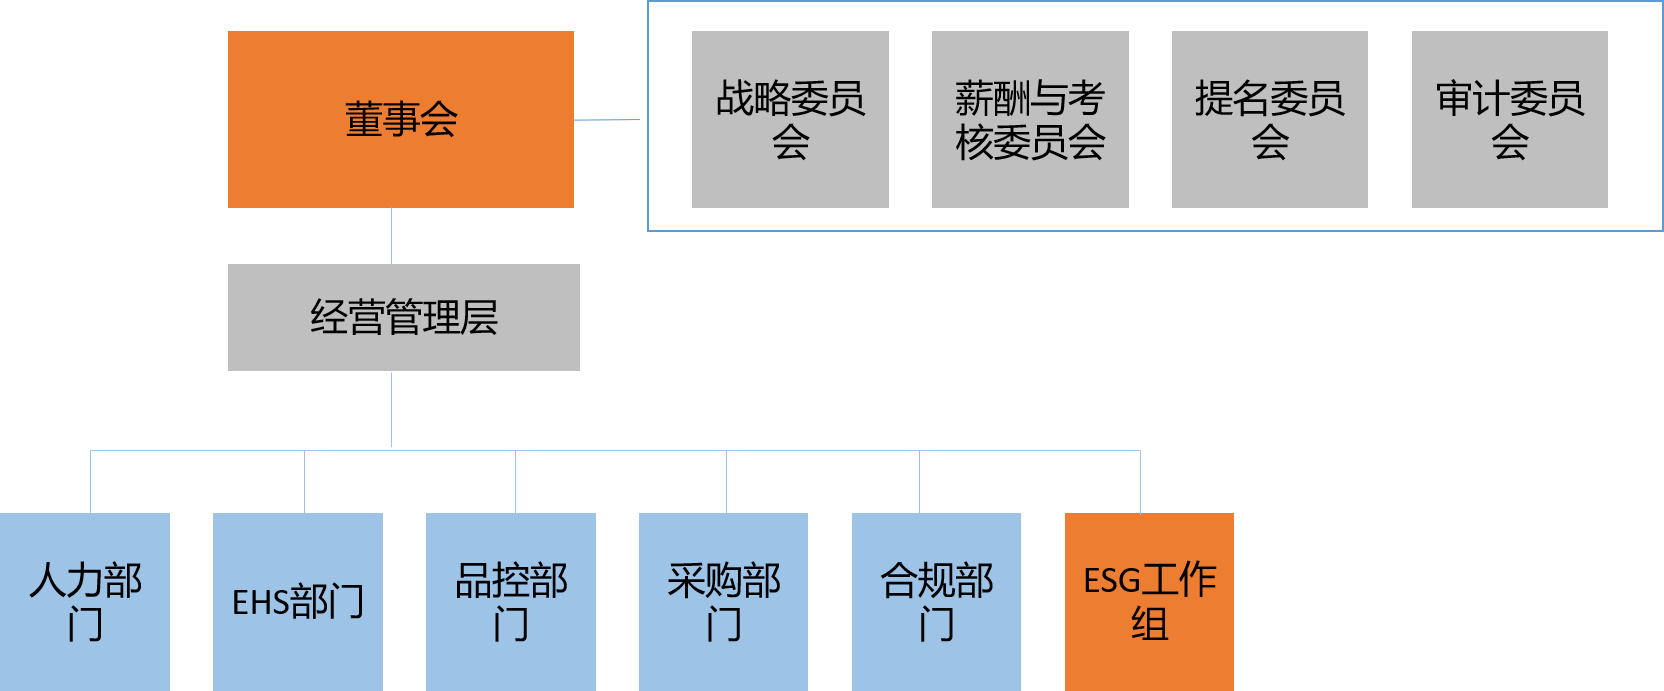 董事会
战略委员
会
薪酬与考
核委员会
提名委员
会
审计委员
会
经营管理层
人力部
门
EHS部门
品控部
门
采购部
门
合规部
门
ESG工作
组